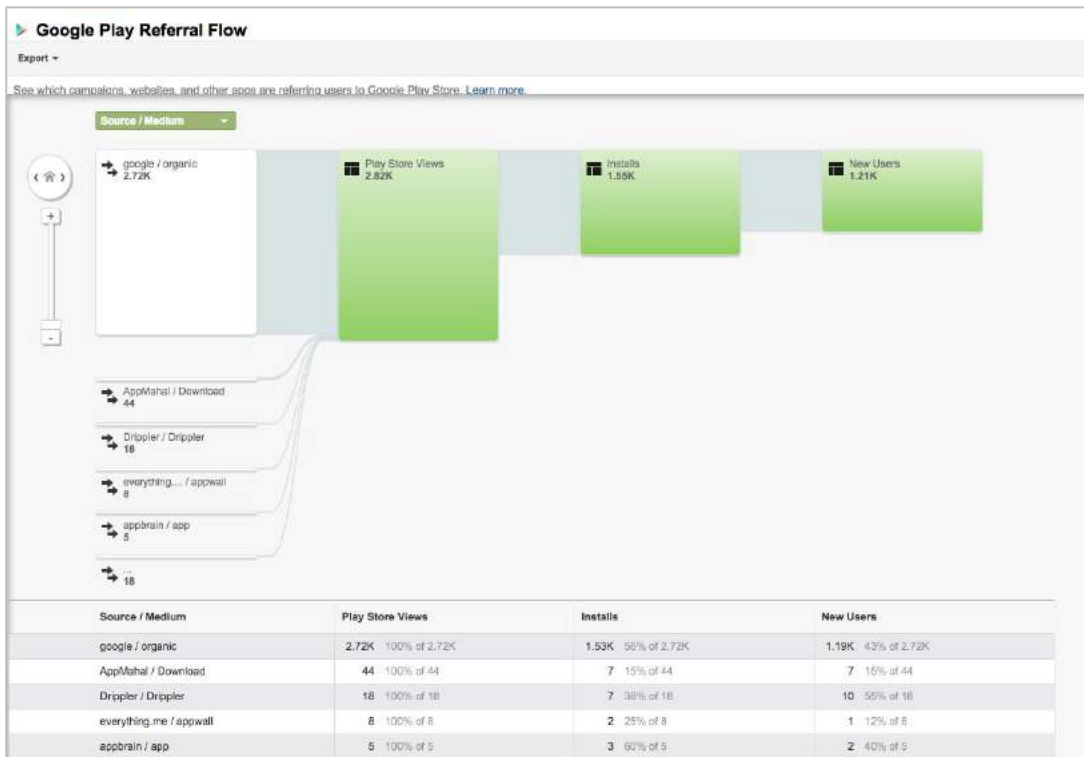 Google Play Referral Flow
Export
See which campaigns, websites, and other apps are referring users to Google Play Store. Learn more.
Source / Medium
google / organic
2.72K
Play Store Views
2.82K
Installs
1.55K
New Users
1.21K
+
-
AppMahal / Download
44
Drippler / Drippler
18
everything.... / appwall
8
appbrain / app
5
...
18
Source / Medium Play Store Views Installs New Users
google / organic 2.72K 100% of 2.72K 1.53K 56% of 2.72K 1.19K 43% of 2.72K
AppMahal / Download 44 100% of 44 7 15% of 44 7 15% of 44
Drippler / Drippler 18 100% of 18 7 38% of 18 10 55% of 18
everything.me / appwall 8 100% of 8 2 25% of 8 1 12% of 8
appbrain / app 5 100% of 5 3 60% of 5 2 40% of 5